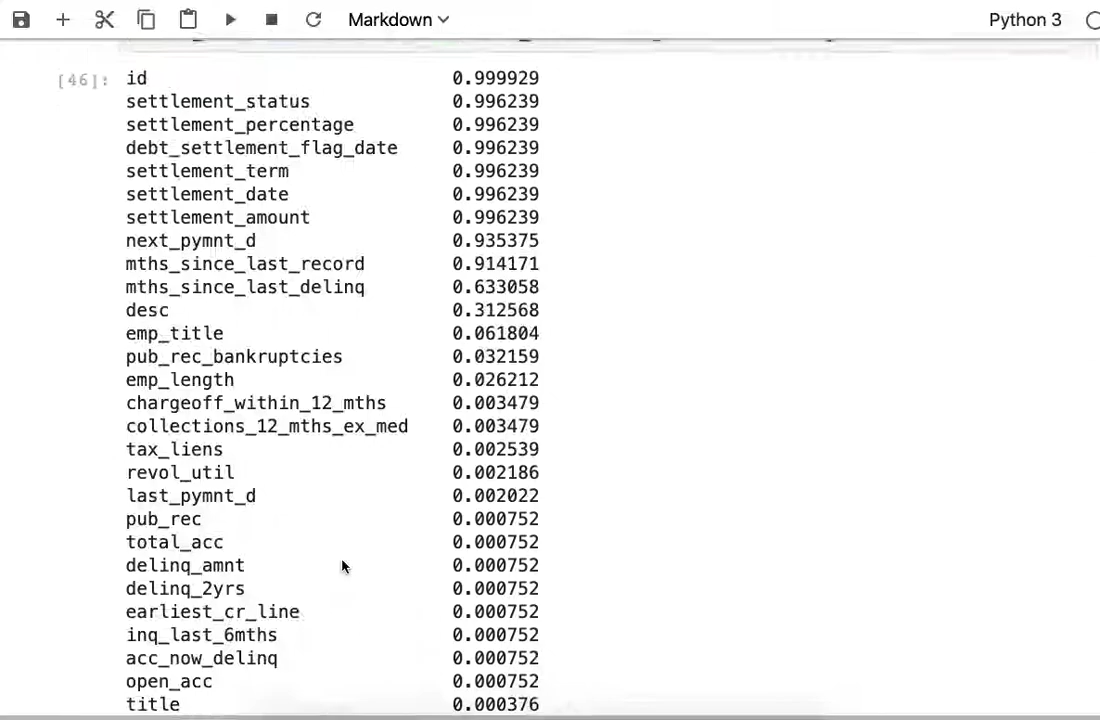 Markdown
Python 3
[46]: id 0.999929
settlement_status 0.996239
settlement_percentage 0.996239
debt_settlement_flag_date 0.996239
settlement_term 0.996239
settlement_date 0.996239
settlement_amount 0.996239
next_pymnt_d 0.935375
mths_since_last_record 0.914171
mths_since_last_delinq 0.633058
desc 0.312568
emp_title 0.061804
pub_rec_bankruptcies 0.032159
emp_length 0.026212
chargeoff_within_12_mths 0.003479
collections_12_mths_ex_med 0.003479
tax_liens 0.002539
revol_util 0.002186
last_pymnt_d 0.002022
pub_rec 0.000752
total_acc 0.000752
delinq_amnt 0.000752
delinq_2yrs 0.000752
earliest_cr_line 0.000752
inq_last_6mths 0.000752
acc_now_delinq 0.000752
open_acc 0.000752
title 0.000376